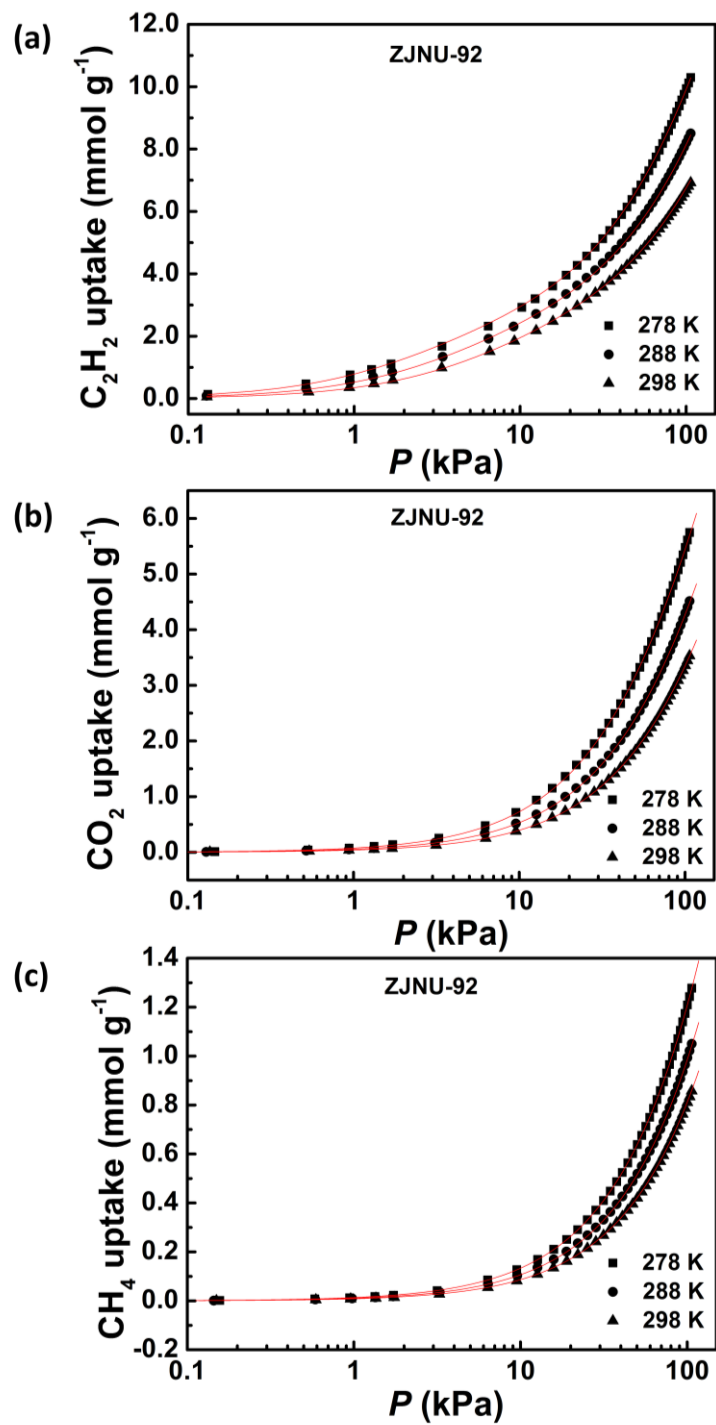 (a)
ZJNU-92
12.0
10.0
8.0
6.0
4.0
2.0
0.0
C₂H₂ uptake (mmol g⁻¹)
278 K
288 K
298 K
0.1 1 10 100
P (kPa)
(b)
ZJNU-92
6.0
5.0
4.0
3.0
2.0
1.0
0.0
CO₂ uptake (mmol g⁻¹)
278 K
288 K
298 K
0.1 1 10 100
P (kPa)
(c)
ZJNU-92
1.4
1.2
1.0
0.8
0.6
0.4
0.2
0.0
-0.2
CH₄ uptake (mmol g⁻¹)
278 K
288 K
298 K
0.1 1 10 100
P (kPa)